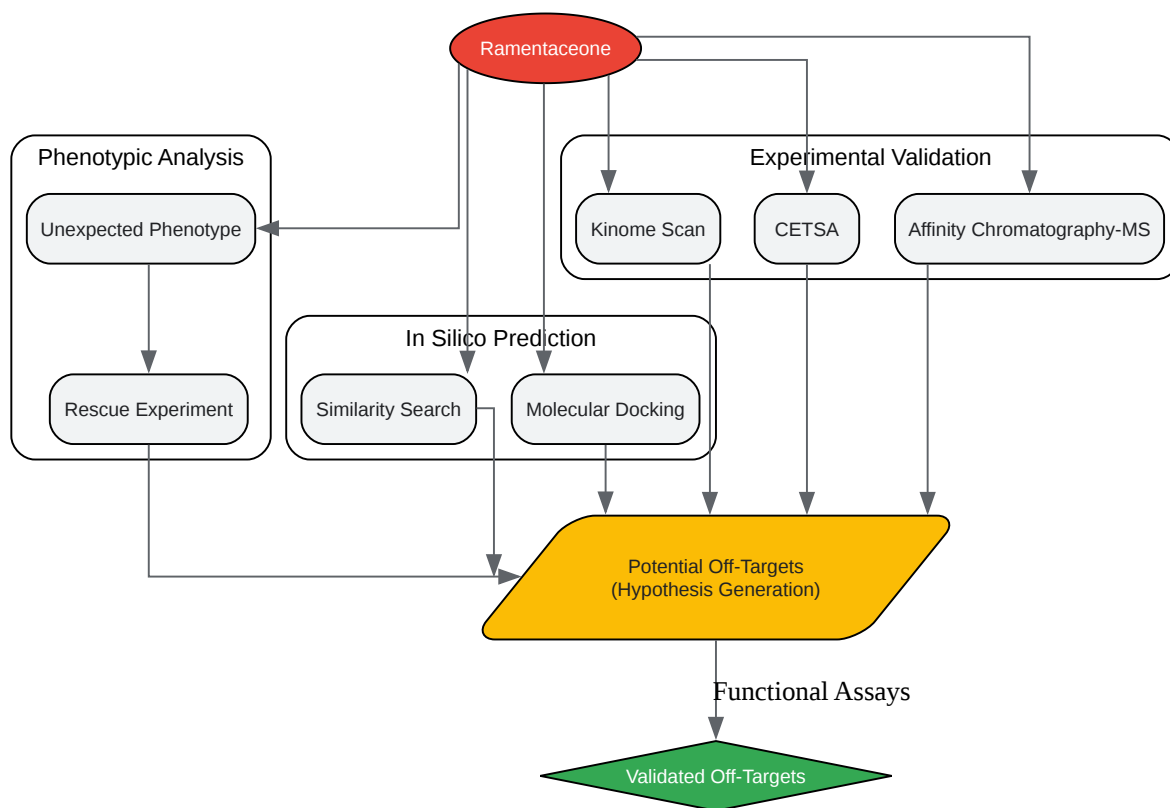 Ramentaceone
Phenotypic Analysis
Experimental Validation
Unexpected Phenotype
Kinome Scan
CETSA
Affinity Chromatography-MS
In Silico Prediction
Rescue Experiment
Similarity Search
Molecular Docking
Potential Off-Targets
(Hypothesis Generation)
Functional Assays
Validated Off-Targets